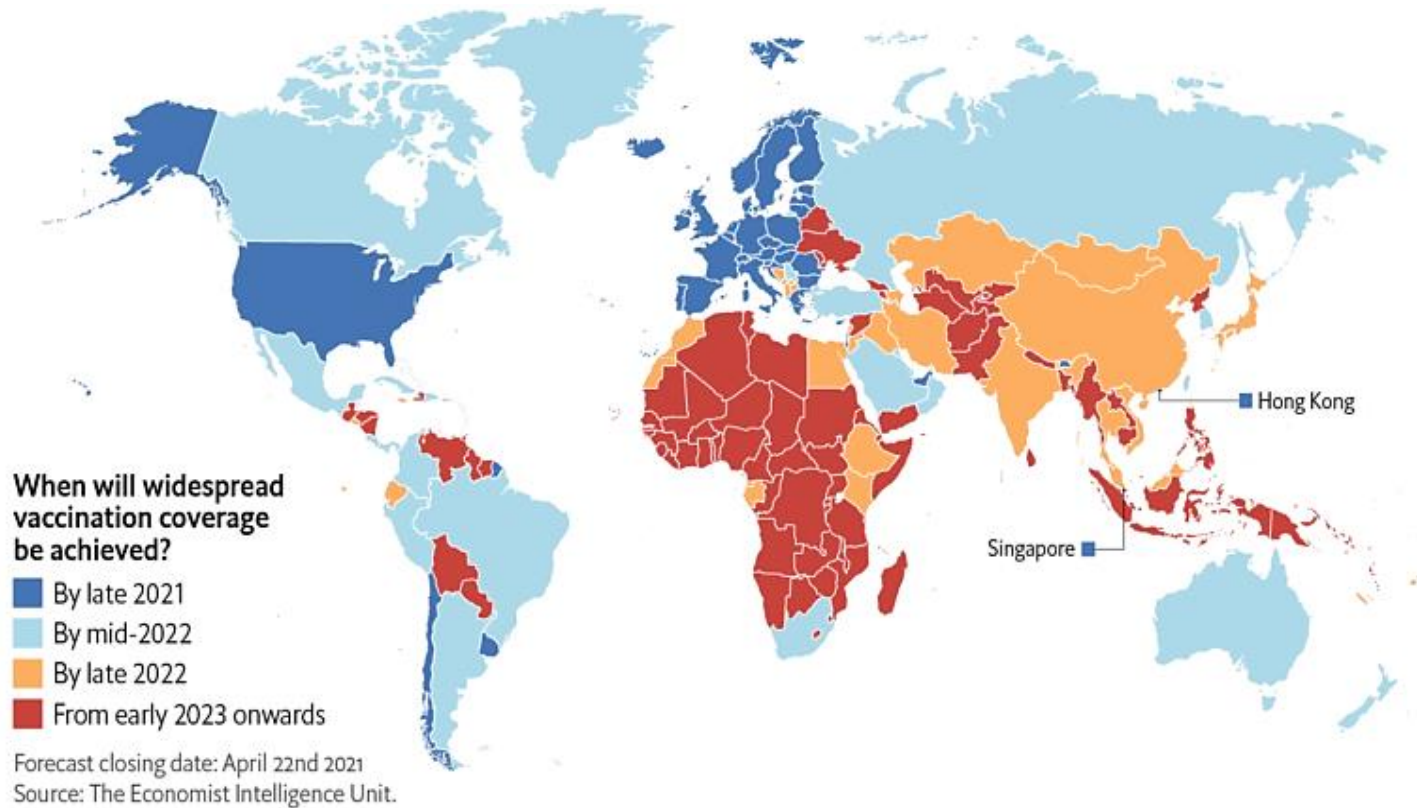 Hong Kong
Singapore
When will widespread
vaccination coverage
be achieved?
By late 2021
By mid-2022
By late 2022
From early 2023 onwards
Forecast closing date: April 22nd 2021
Source: The Economist Intelligence Unit.